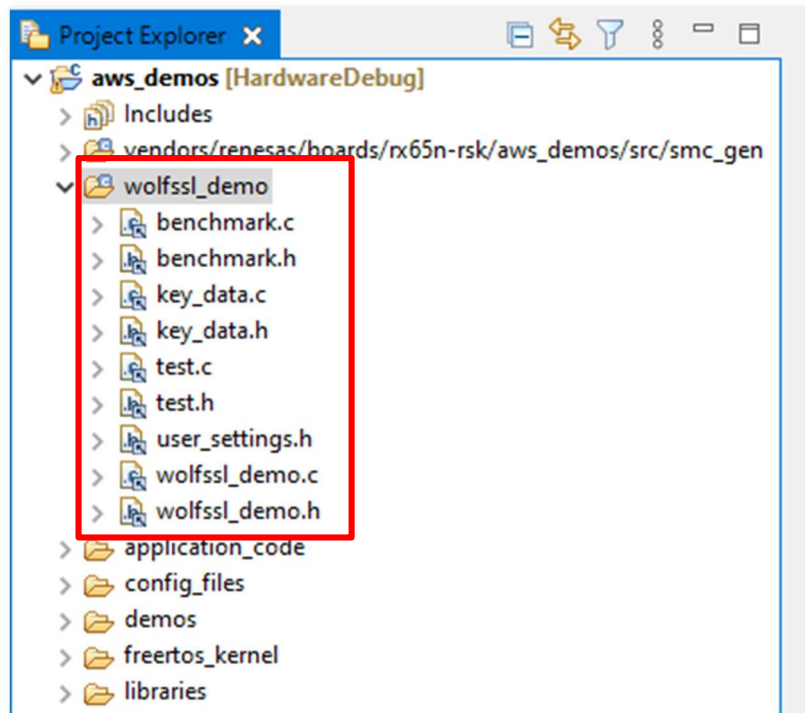 Project Explorer
aws_demos [HardwareDebug]
Includes
vendors/renesas/boards/rx65n-rsk/aws_demos/src/smc_gen
wolfssl_demo
benchmark.c
benchmark.h
key_data.c
key_data.h
test.c
test.h
user_settings.h
wolfssl_demo.c
wolfssl_demo.h
application_code
config_files
demos
freertos_kernel
libraries